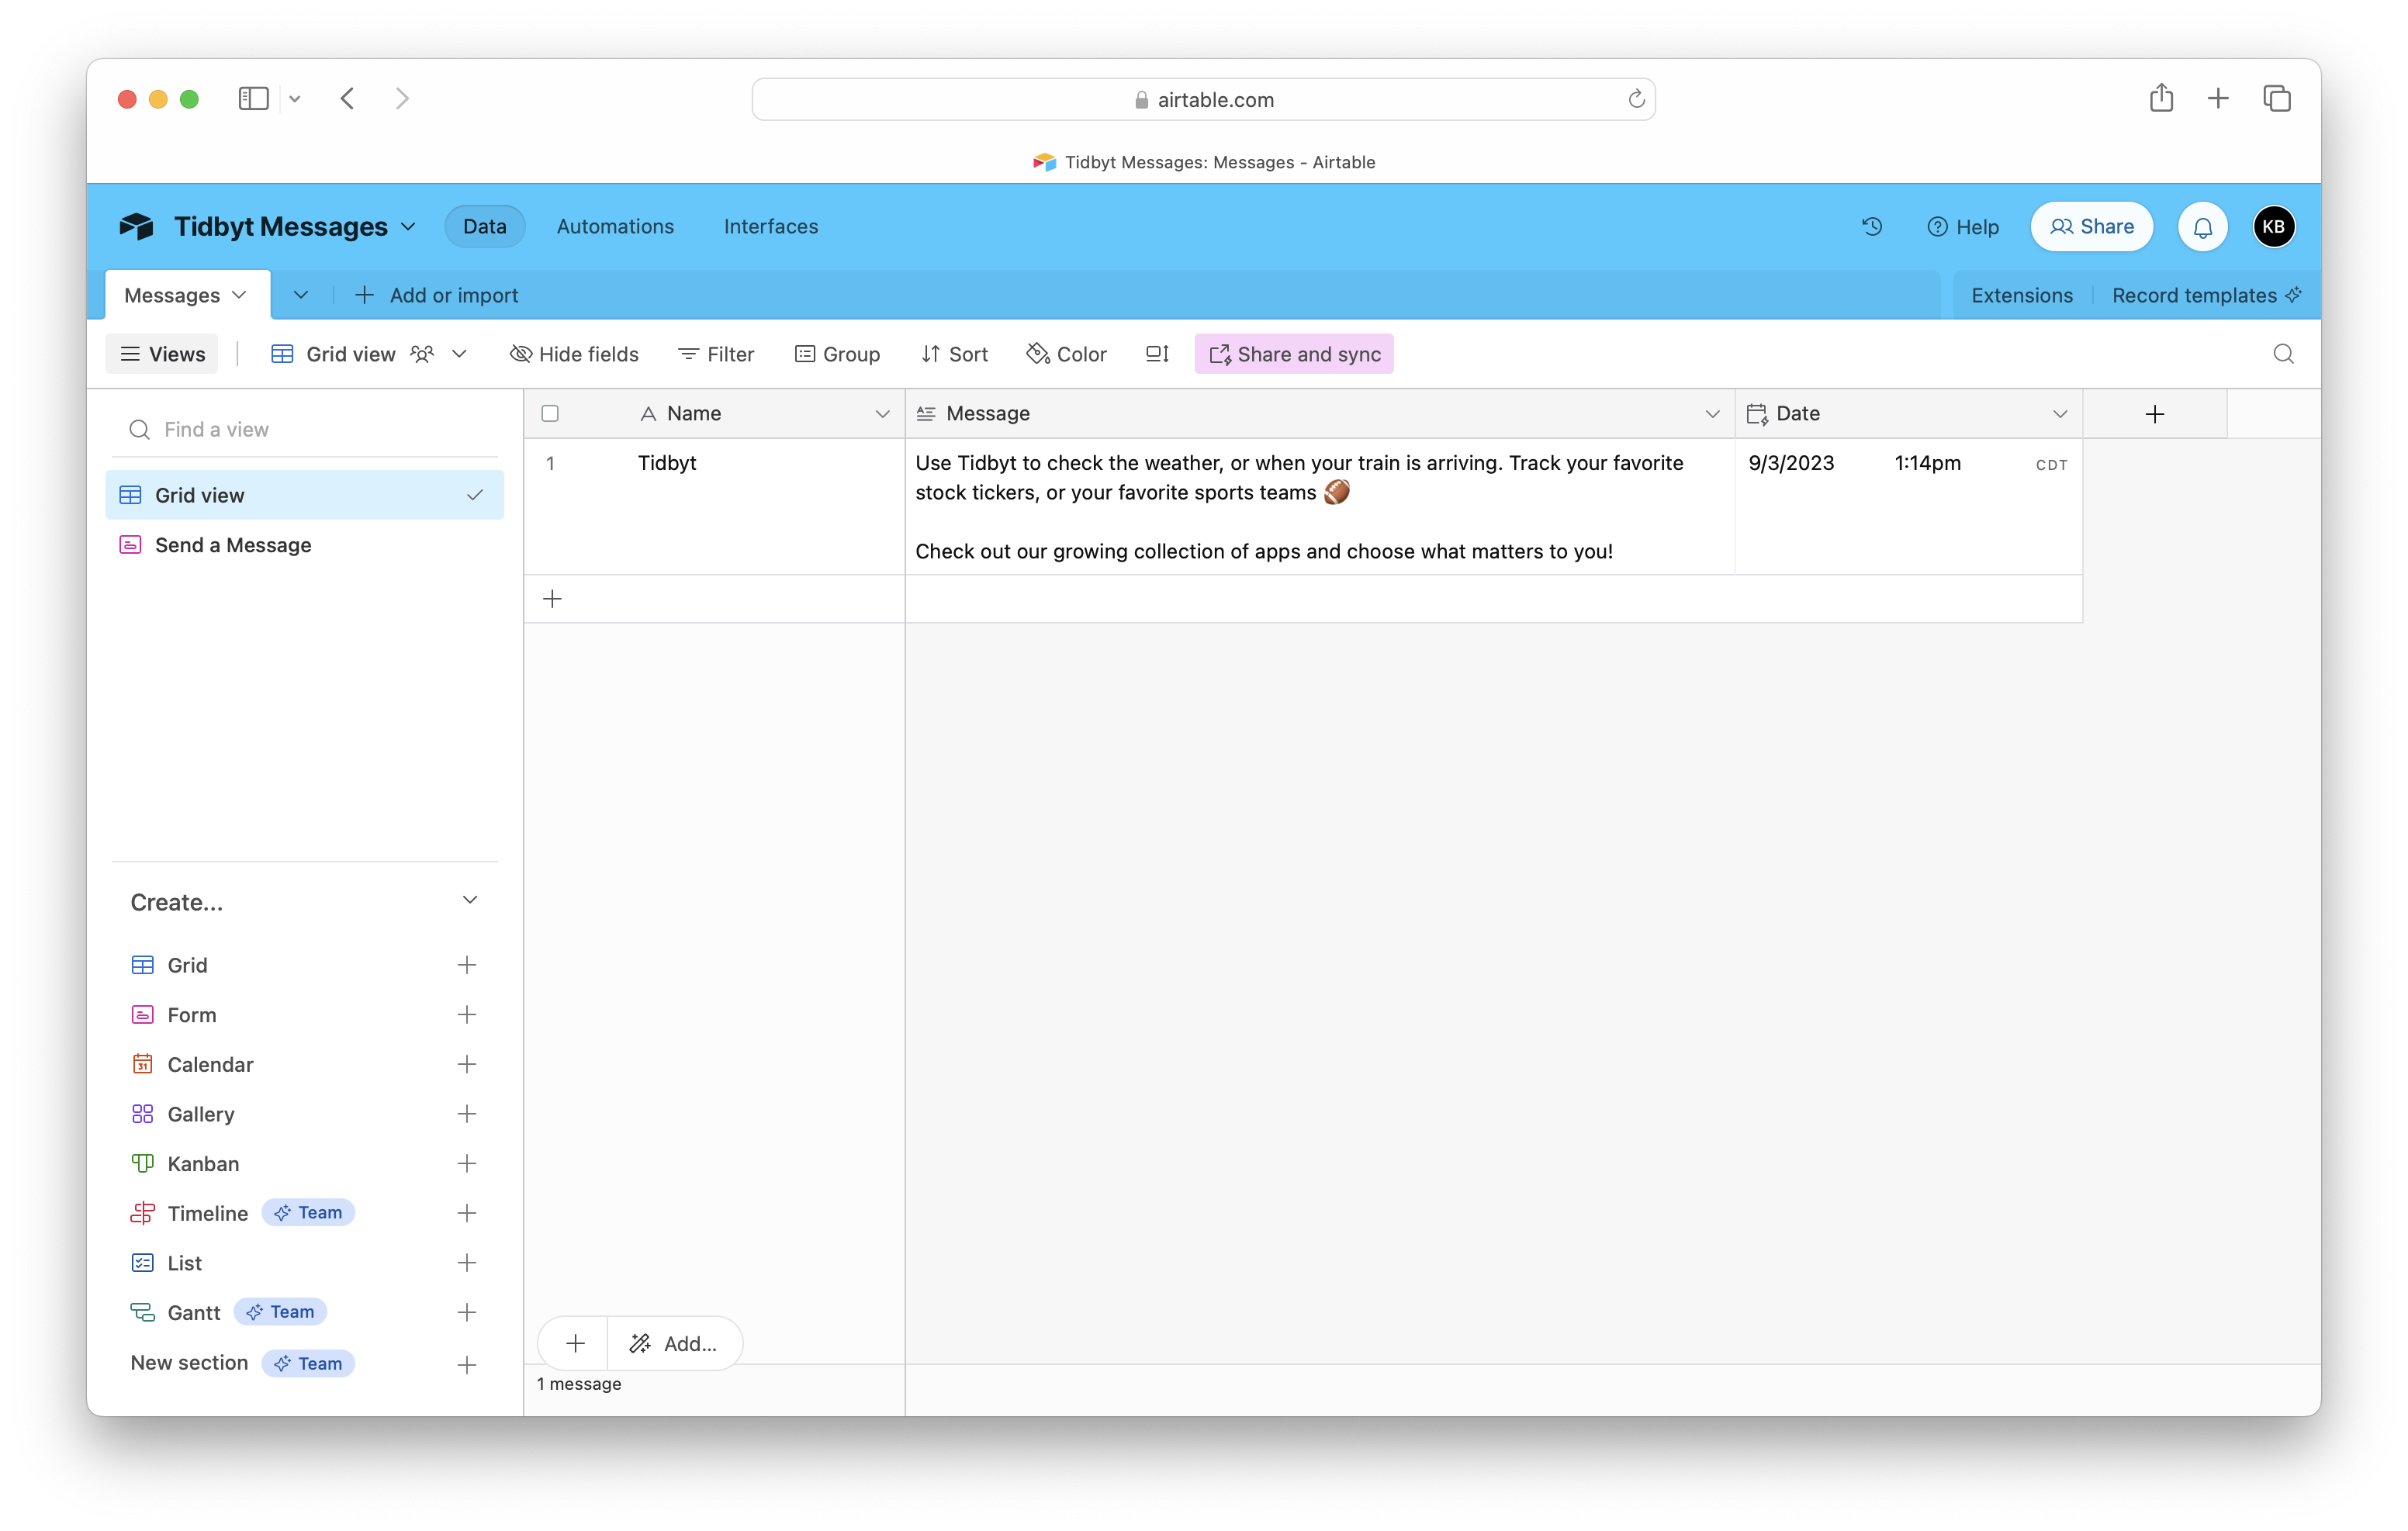 airtable.com
Tidbyt Messages: Messages - Airtable
Tidbyt Messages
Data
Automations
Interfaces
Help
Share
KB
Messages
Add or import
Extensions
Record templates
Views
Grid view
Hide fields
Filter
Group
Sort
Color
Share and sync
Find a view
Grid view
Send a Message
Name
Message
Date
1
Tidbyt
Use Tidbyt to check the weather, or when your train is arriving. Track your favorite
stock tickers, or your favorite sports teams 🏈
Check out our growing collection of apps and choose what matters to you!
9/3/2023
1:14pm
CDT
Create...
Grid
Form
31
Calendar
Gallery
Kanban
Timeline
Team
List
Gantt
Team
New section
Team
Add...
1 message